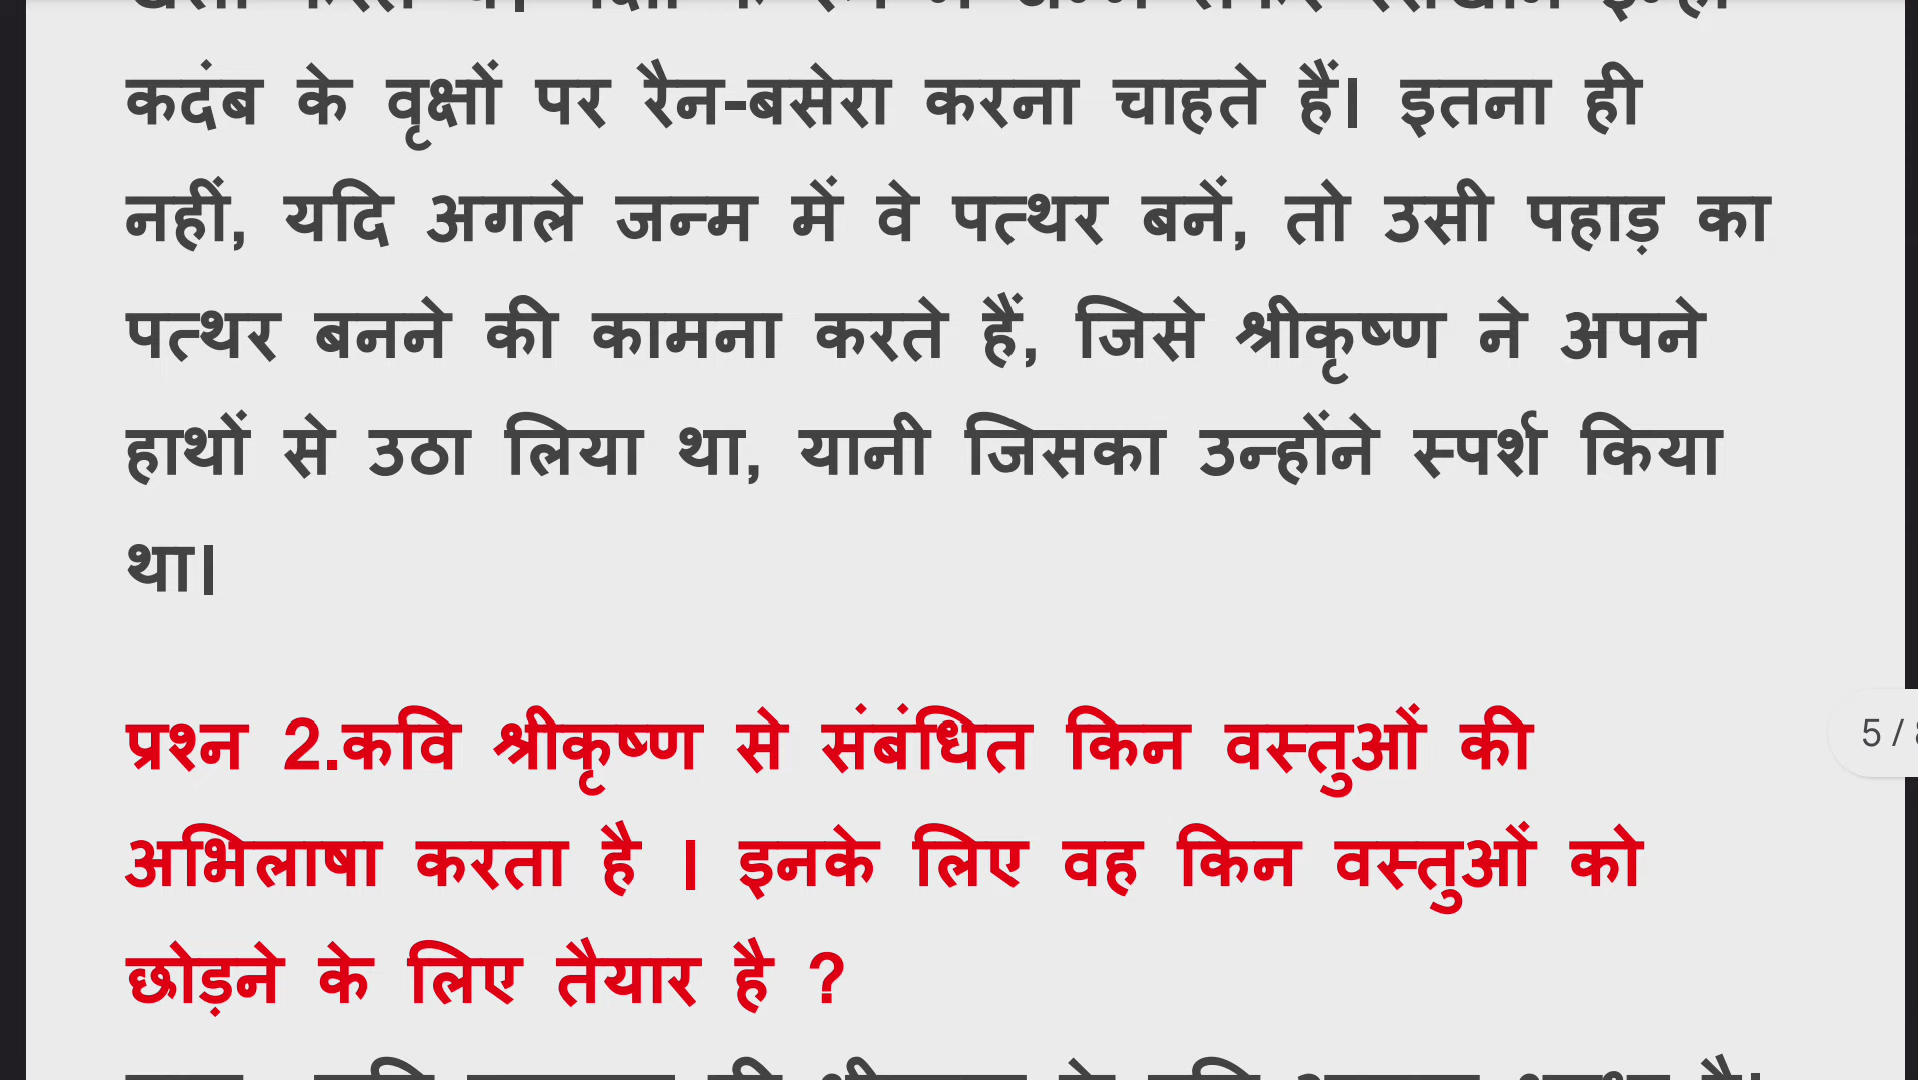 कदंब के वृक्षों पर रैन-बसेरा करना चाहते हैं। इतना ही
नहीं, यदि अगले जन्म में वे पत्थर बनें, तो उसी पहाड़ का
पत्थर बनने की कामना करते हैं, जिसे श्रीकृष्ण ने अपने
हाथों से उठा लिया था, यानी जिसका उन्होंने स्पर्श किया
था।
प्रश्न 2.कवि श्रीकृष्ण से संबंधित किन वस्तुओं की
अभिलाषा करता है । इनके लिए वह किन वस्तुओं को
छोड़ने के लिए तैयार है ?
5 /